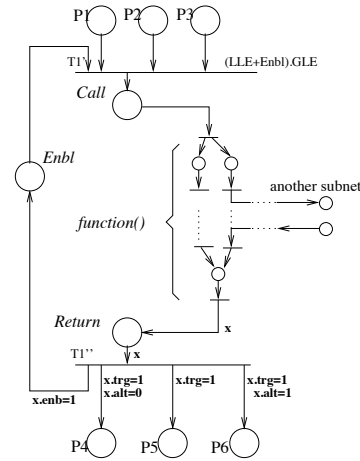 P1 P2 P3
T1' (LLE+Enbl).GLE
Call
Enbl
another subnet
function()
Return
x
x
T1''
x.trg=1 x.trg=1 x.trg=1
x.enb=1 x.alt=0 x.alt=1
P4 P5 P6